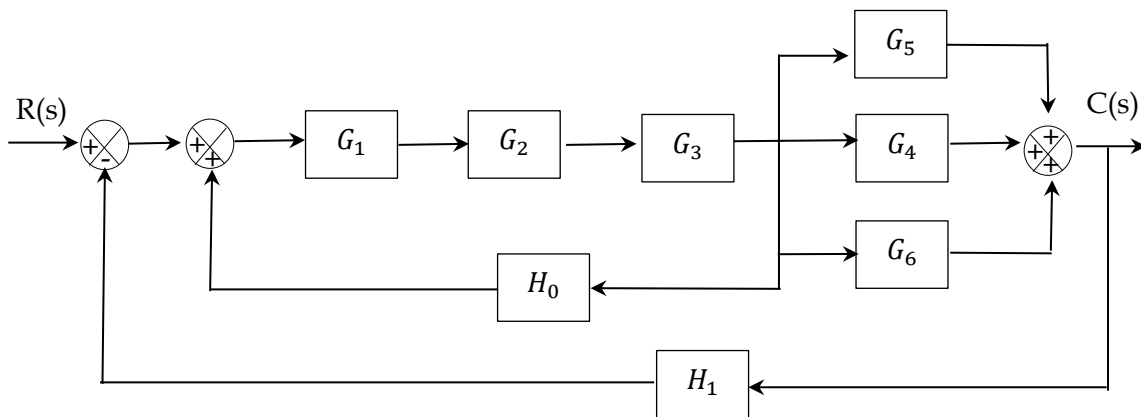 G₅
R(s)
C(s)
+
-
+
+
G₁
G₂
G₃
G₄
+
+
+
G₆
H₀
H₁